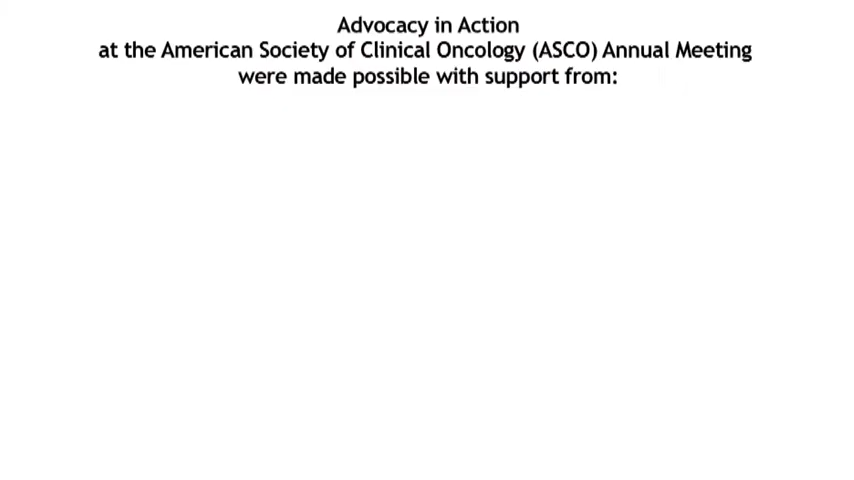 Advocacy in Action
at the American Society of Clinical Oncology (ASCO) Annual Meeting
were made possible with support from: